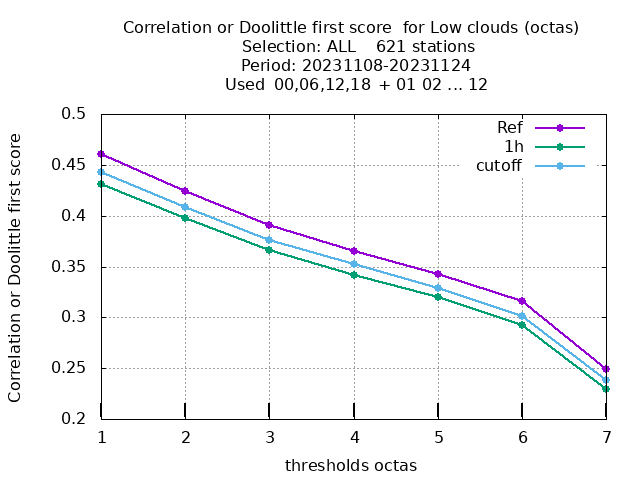 Correlation or Doolittle first score  for Low clouds (octas)
Selection: ALL    621 stations
Period: 20231108-20231124
Used  00,06,12,18  + 01 02 ... 12
Ref
1h
cutoff
Correlation or Doolittle first score
0.5
0.45
0.4
0.35
0.3
0.25
0.2
1 2 3 4 5 6 7
thresholds octas